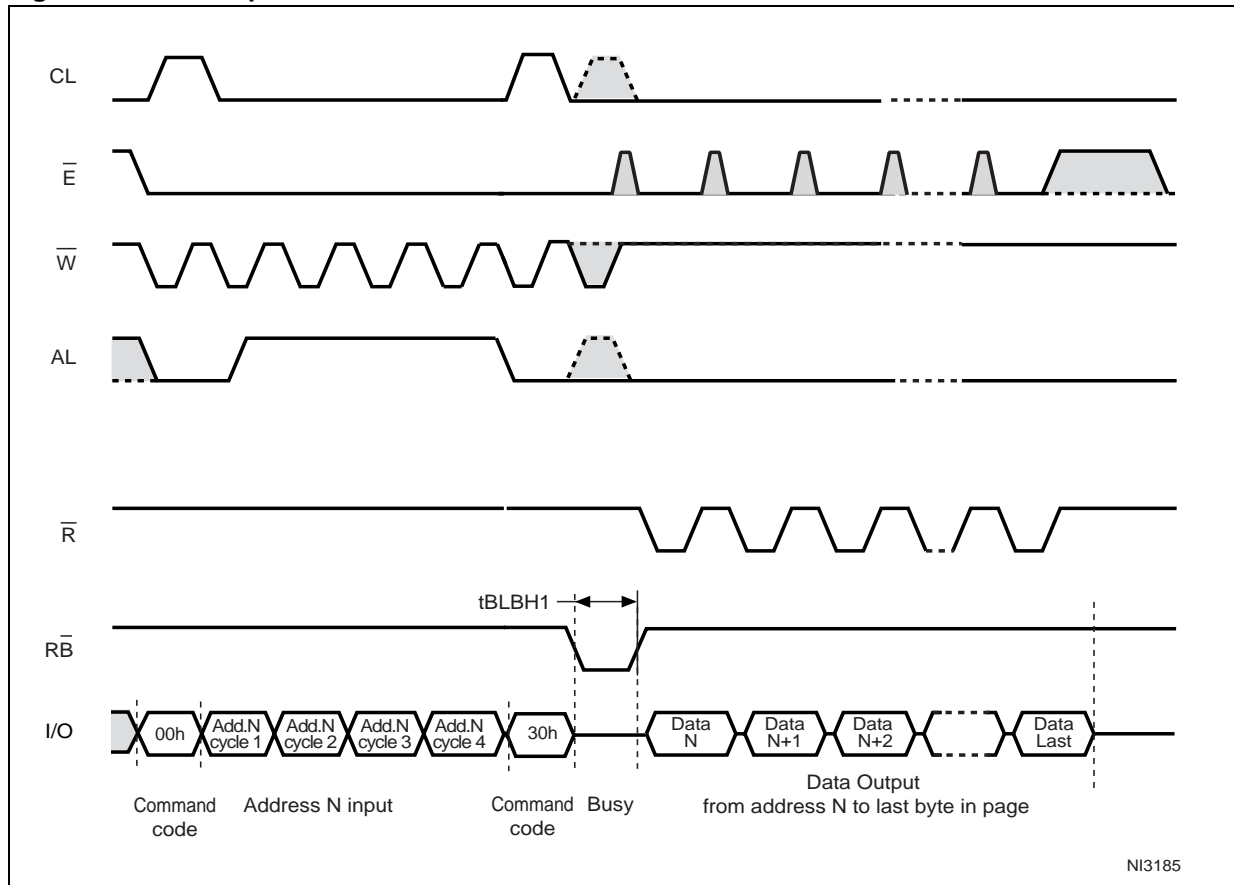 CL
E
W
AL
R
tBLBH1
RB
I/O
00h
Add.N
cycle 1
Add.N
cycle 2
Add.N
cycle 3
Add.N
cycle 4
30h
Data
N
Data
N+1
Data
N+2
Data
Last
Command
code
Address N input
Command
code
Busy
Data Output
from address N to last byte in page
NI3185